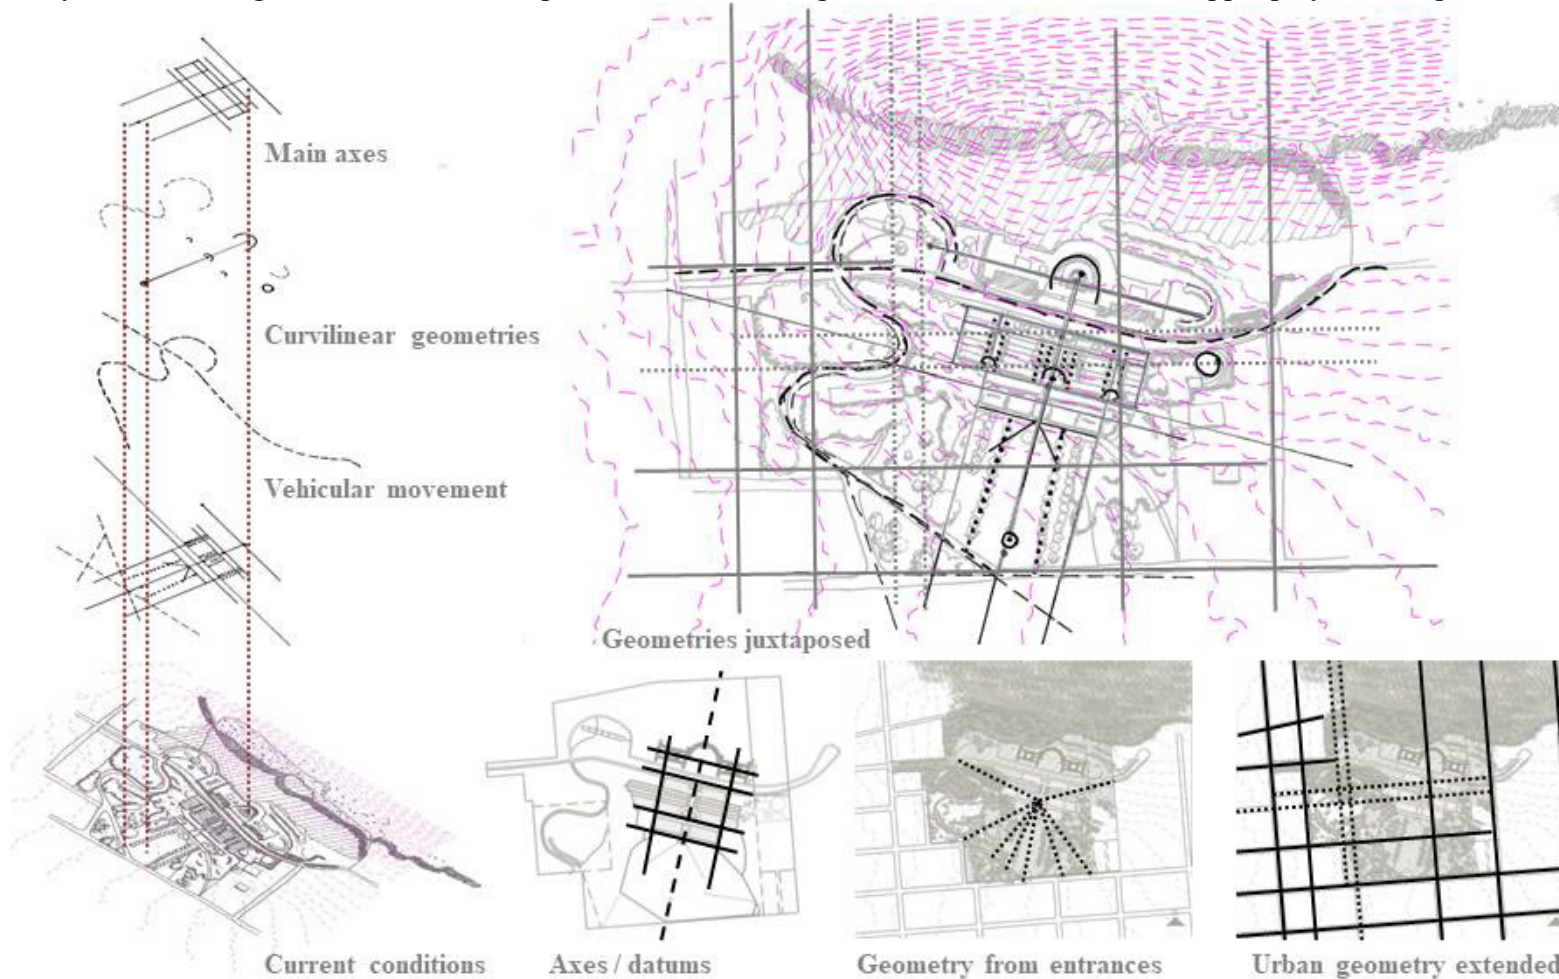 Main axes
Curvilinear geometries
Vehicular movement
Geometries juxtaposed
Current conditions
Axes / datums
Geometry from entrances
Urban geometry extended